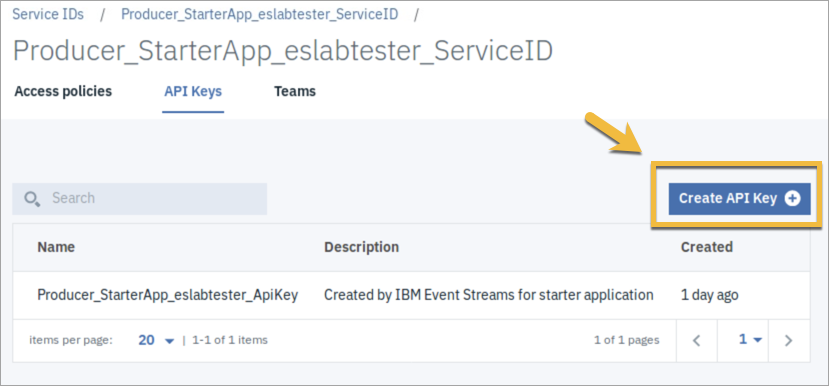 Service IDs / Producer_StarterApp_eslabtester_ServiceID /
Producer_StarterApp_eslabtester_ServiceID
Access policies API Keys Teams
Search
Create API Key
Name Description Created
Producer_StarterApp_eslabtester_ApiKey Created by IBM Event Streams for starter application 1 day ago
items per page: 20 | 1-1 of 1 items 1 of 1 pages 1